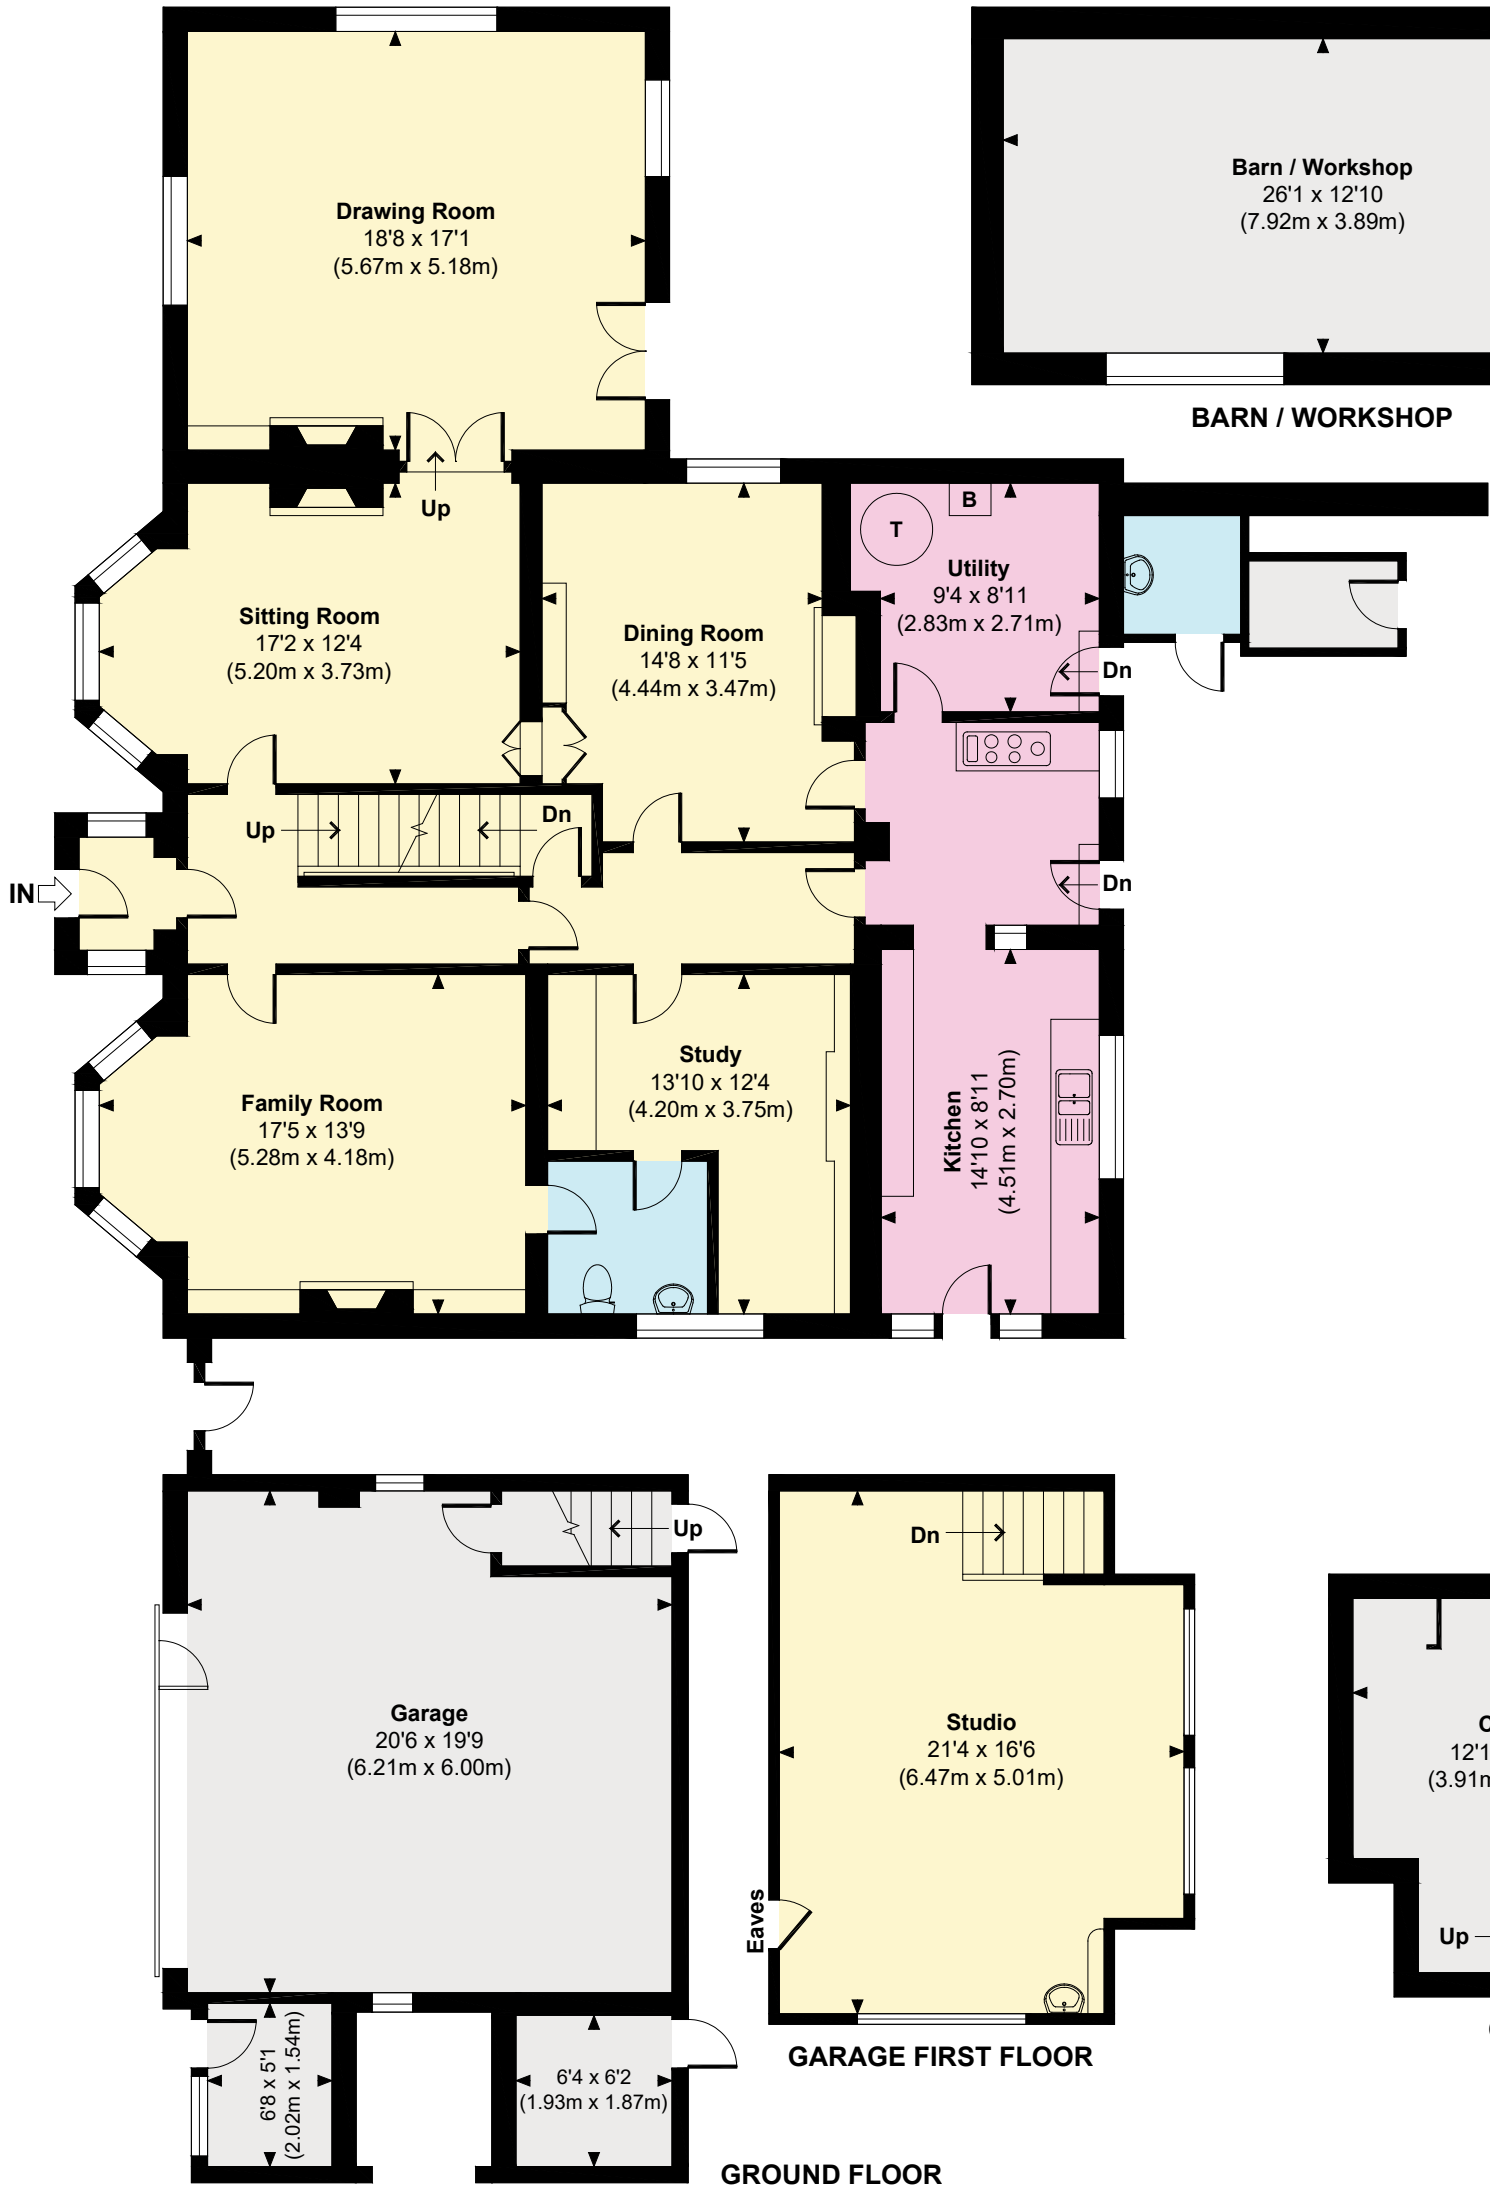 Drawing Room
18'8 x 17'1
(5.67m x 5.18m)
Barn / Workshop
26'1 x 12'10
(7.92m x 3.89m)
BARN / WORKSHOP
Up
B
T
Utility
9'4 x 8'11
(2.83m x 2.71m)
Sitting Room
17'2 x 12'4
(5.20m x 3.73m)
Dining Room
14'8 x 11'5
(4.44m x 3.47m)
Dn
Up
Dn
IN
Dn
Family Room
17'5 x 13'9
(5.28m x 4.18m)
Study
13'10 x 12'4
(4.20m x 3.75m)
Kitchen
14'10 x 8'11
(4.51m x 2.70m)
Up
Dn
Garage
20'6 x 19'9
(6.21m x 6.00m)
Studio
21'4 x 16'6
(6.47m x 5.01m)
12'1
(3.91m
Eaves
Up
GARAGE FIRST FLOOR
6'8 x 5'1
(2.02m x 1.54m)
6'4 x 6'2
(1.93m x 1.87m)
GROUND FLOOR